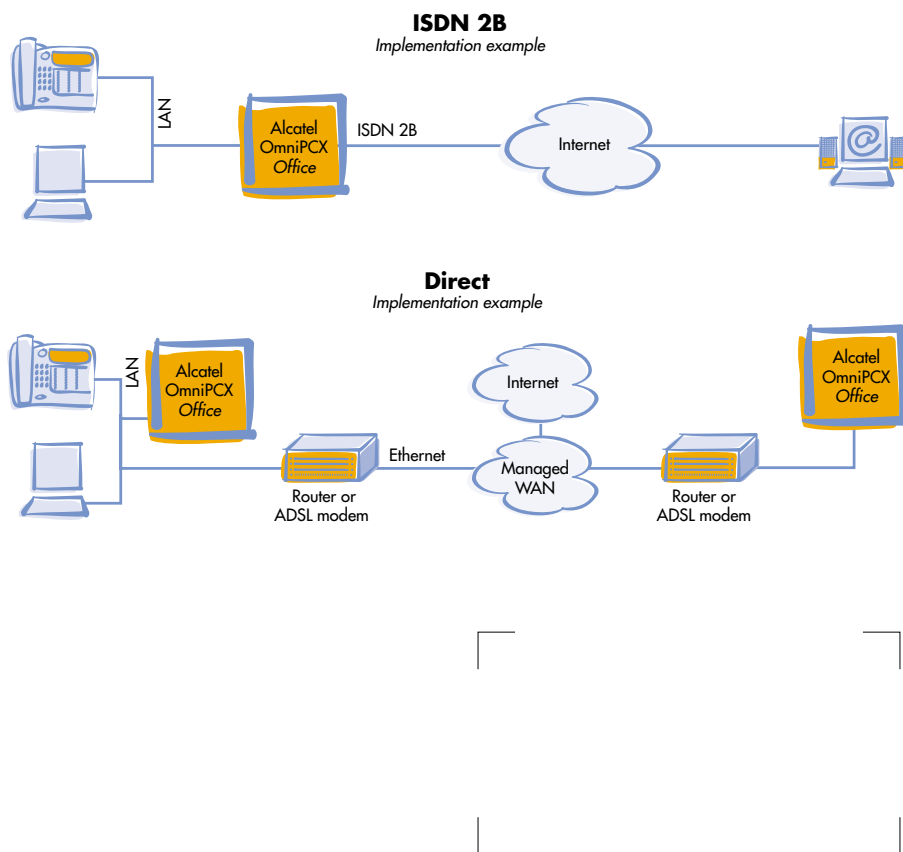 ISDN 2B
Implementation example
LAN
Alcatel
OmniPCX
Office
ISDN 2B
Internet
@
Direct
Implementation example
LAN
Alcatel
OmniPCX
Office
Router or
ADSL modem
Ethernet
Internet
Managed
WAN
Router or
ADSL modem
Alcatel
OmniPCX
Office